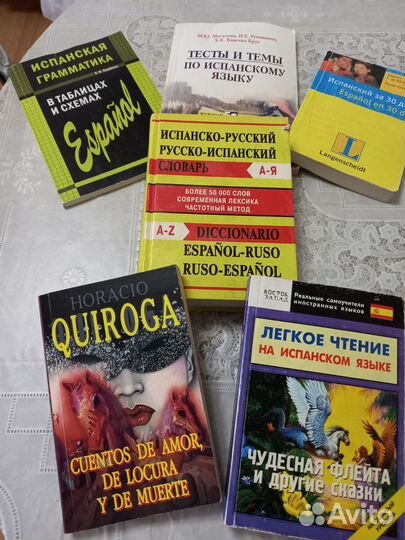 ИСПАНСКАЯ
ГРАММАТИКА
В ТАБЛИЦАХ
И СХЕМАХ
Español
ТЕСТЫ И ТЕМЫ
ПО ИСПАНСКОМУ
ЯЗЫКУ
Испанский за 30
Español en 30
Langenscheidt
ИСПАНСКО-РУССКИЙ
РУССКО-ИСПАНСКИЙ
СЛОВАРЬ А-Я
БОЛЕЕ 50 000 СЛОВ
СОВРЕМЕННАЯ ЛЕКСИКА
ЧАСТОТНЫЙ МЕТОД
A-Z DICCIONARIO
ESPAÑOL-RUSO
RUSO-ESPAÑOL
HORACIO
QUIROGA
CUENTOS DE AMOR,
DE LOCURA
Y DE MUERTE
ВОСТОК
ЗАПАД
Реальные самоучители
иностранных языков
ЛЕГКОЕ ЧТЕНИЕ
НА ИСПАНСКОМ ЯЗЫКЕ
ЧУДЕСНАЯ ФЛЕЙТА
И ДРУГИЕ СКАЗКИ
Avito